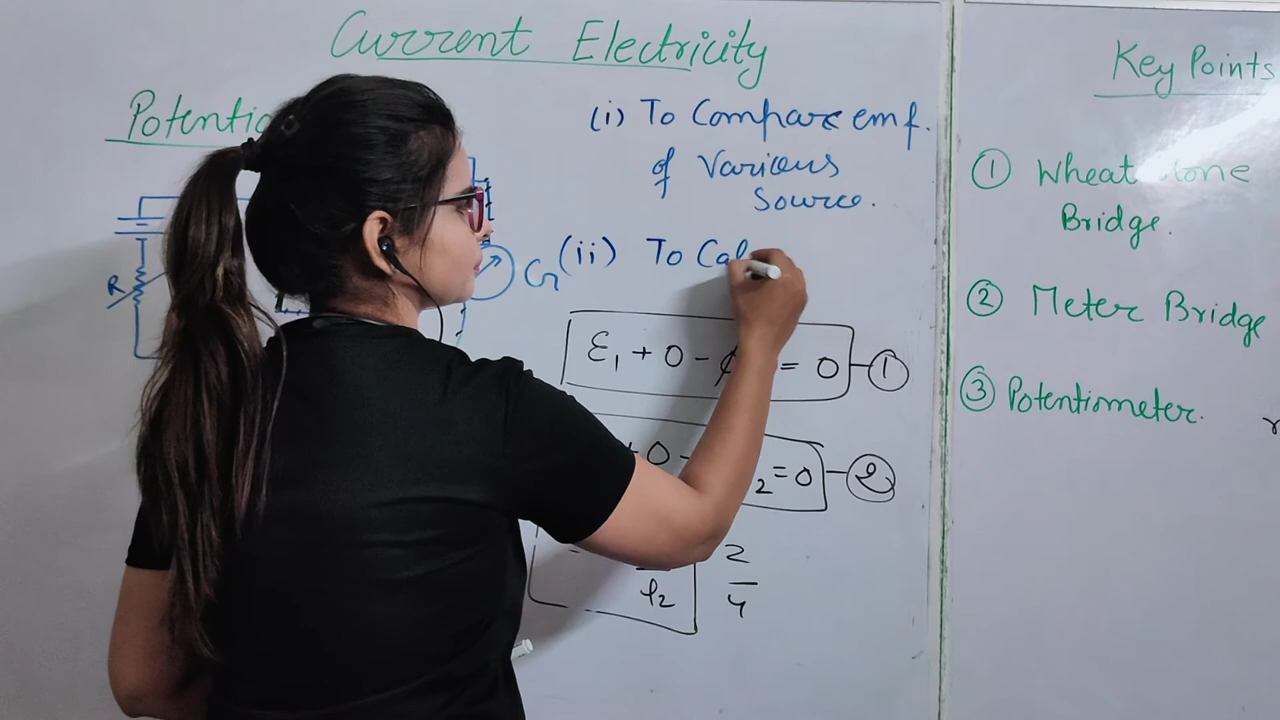 Current Electricity
Potentio
R
G
(i) To Compare emf.
of Various
Source.
(ii) To Cal
ε₁ + 0 - = 0 ①
+ 0 - ₂ = 0 ②
ℓ₂
2
4
Key Points
① Wheatstone
Bridge.
② Meter Bridge
③ Potentiometer.